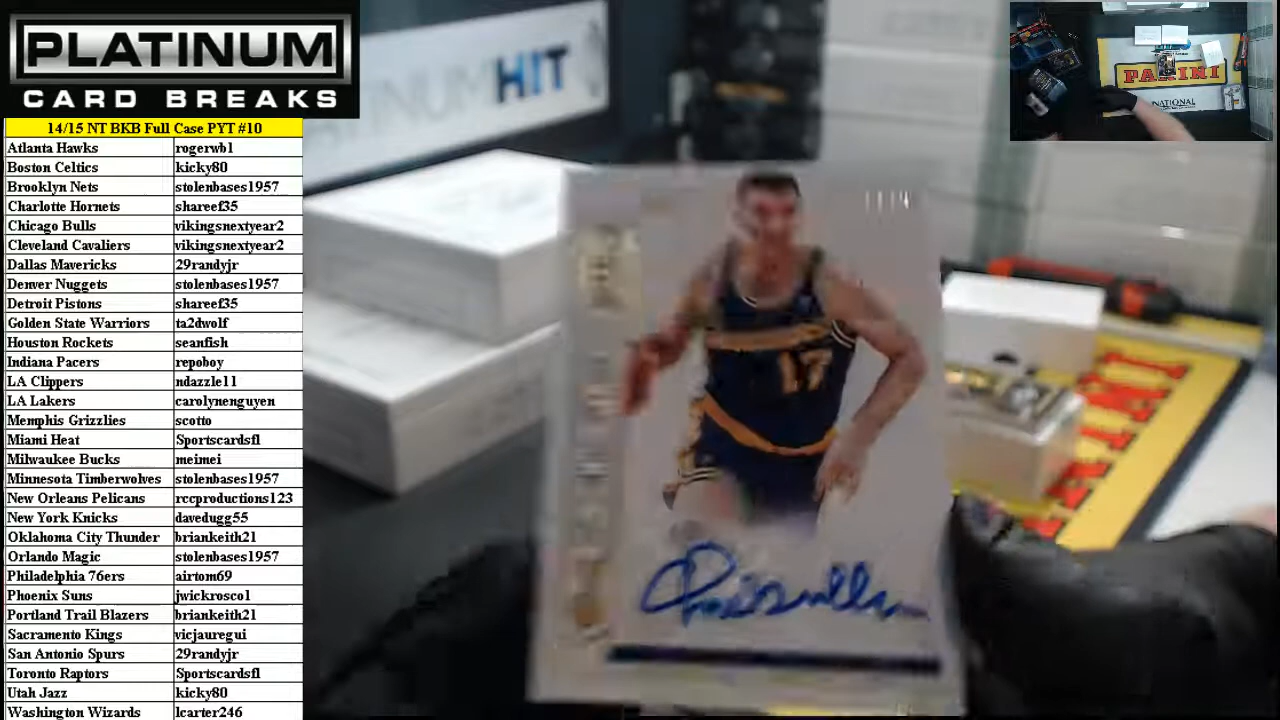 PLATINUM
CARD BREAKS
14/15 NT BKB Full Case PYT #10
Atlanta Hawks rogerwb1
Boston Celtics kicky80
Brooklyn Nets stolenbases1957
Charlotte Hornets shareef35
Chicago Bulls vikingsnextyear2
Cleveland Cavaliers vikingsnextyear2
Dallas Mavericks 29randyjr
Denver Nuggets stolenbases1957
Detroit Pistons shareef35
Golden State Warriors ta2dwolf
Houston Rockets seanfish
Indiana Pacers repoboy
LA Clippers ndazzle11
LA Lakers carolynenguyen
Memphis Grizzlies scotto
Miami Heat Sportscardsfl
Milwaukee Bucks meimei
Minnesota Timberwolves stolenbases1957
New Orleans Pelicans rccproductions123
New York Knicks davedugg55
Oklahoma City Thunder briankeith21
Orlando Magic stolenbases1957
Philadelphia 76ers airtom69
Phoenix Suns jwickrosco1
Portland Trail Blazers briankeith21
Sacramento Kings vicjauregui
San Antonio Spurs 29randyjr
Toronto Raptors Sportscardsfl
Utah Jazz kicky80
Washington Wizards lcarter246
HIT
17
PANINI
NATIONAL